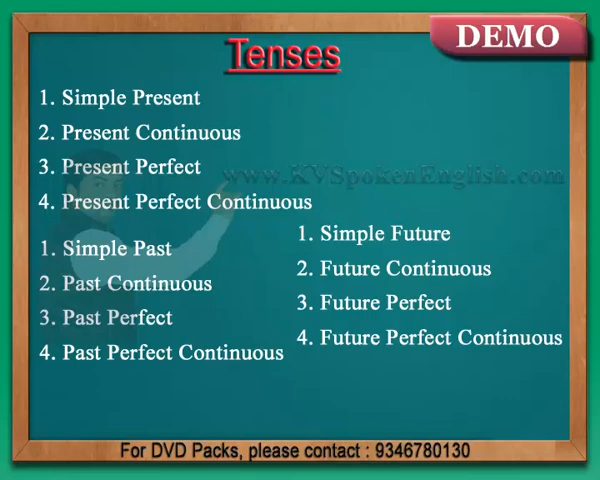 DEMO
Tenses
1. Simple Present
2. Present Continuous
3. Present Perfect
4. Present Perfect Continuous
www.KVSpokenEnglish.com
1. Simple Past
2. Past Continuous
3. Past Perfect
4. Past Perfect Continuous
1. Simple Future
2. Future Continuous
3. Future Perfect
4. Future Perfect Continuous
For DVD Packs, please contact : 9346780130